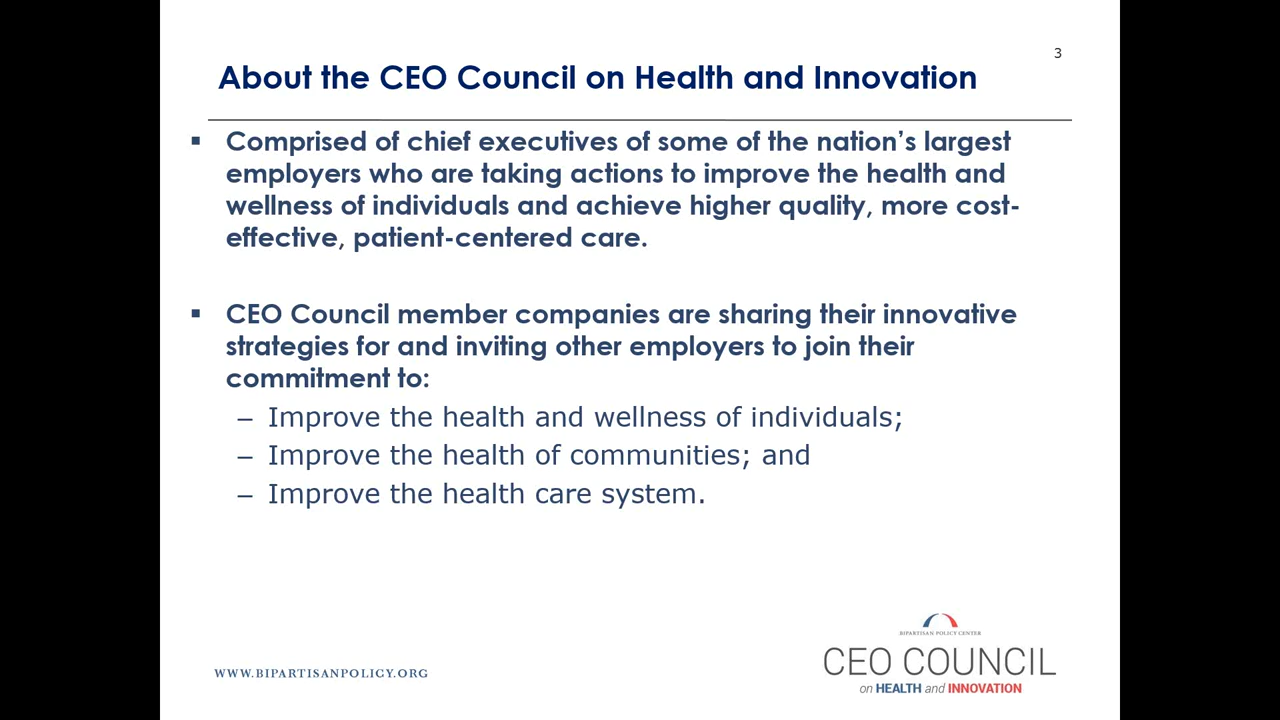 3
About the CEO Council on Health and Innovation
▪ Comprised of chief executives of some of the nation’s largest
employers who are taking actions to improve the health and
wellness of individuals and achieve higher quality, more cost-
effective, patient-centered care.
▪ CEO Council member companies are sharing their innovative
strategies for and inviting other employers to join their
commitment to:
– Improve the health and wellness of individuals;
– Improve the health of communities; and
– Improve the health care system.
WWW.BIPARTISANPOLICY.ORG
BIPARTISAN POLICY CENTER
CEO COUNCIL
on HEALTH and INNOVATION